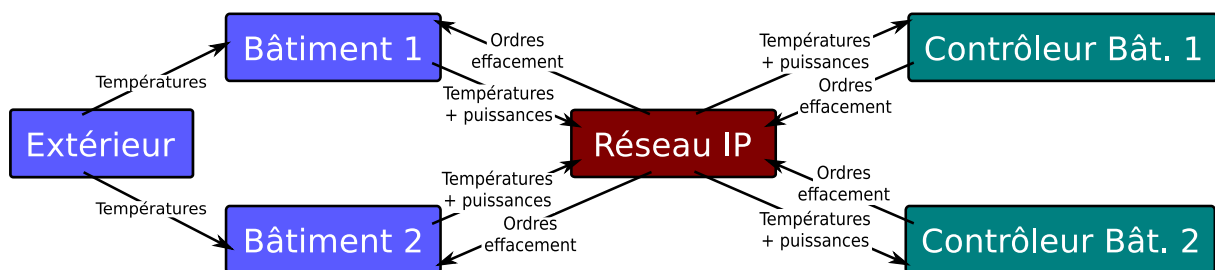 Bâtiment 1
Ordres
effacement
Températures
+ puissances
Contrôleur Bât. 1
Températures
Températures
+ puissances
Ordres
effacement
Extérieur
Réseau IP
Températures
Températures
+ puissances
Ordres
effacement
Ordres
effacement
Températures
+ puissances
Bâtiment 2
Contrôleur Bât. 2